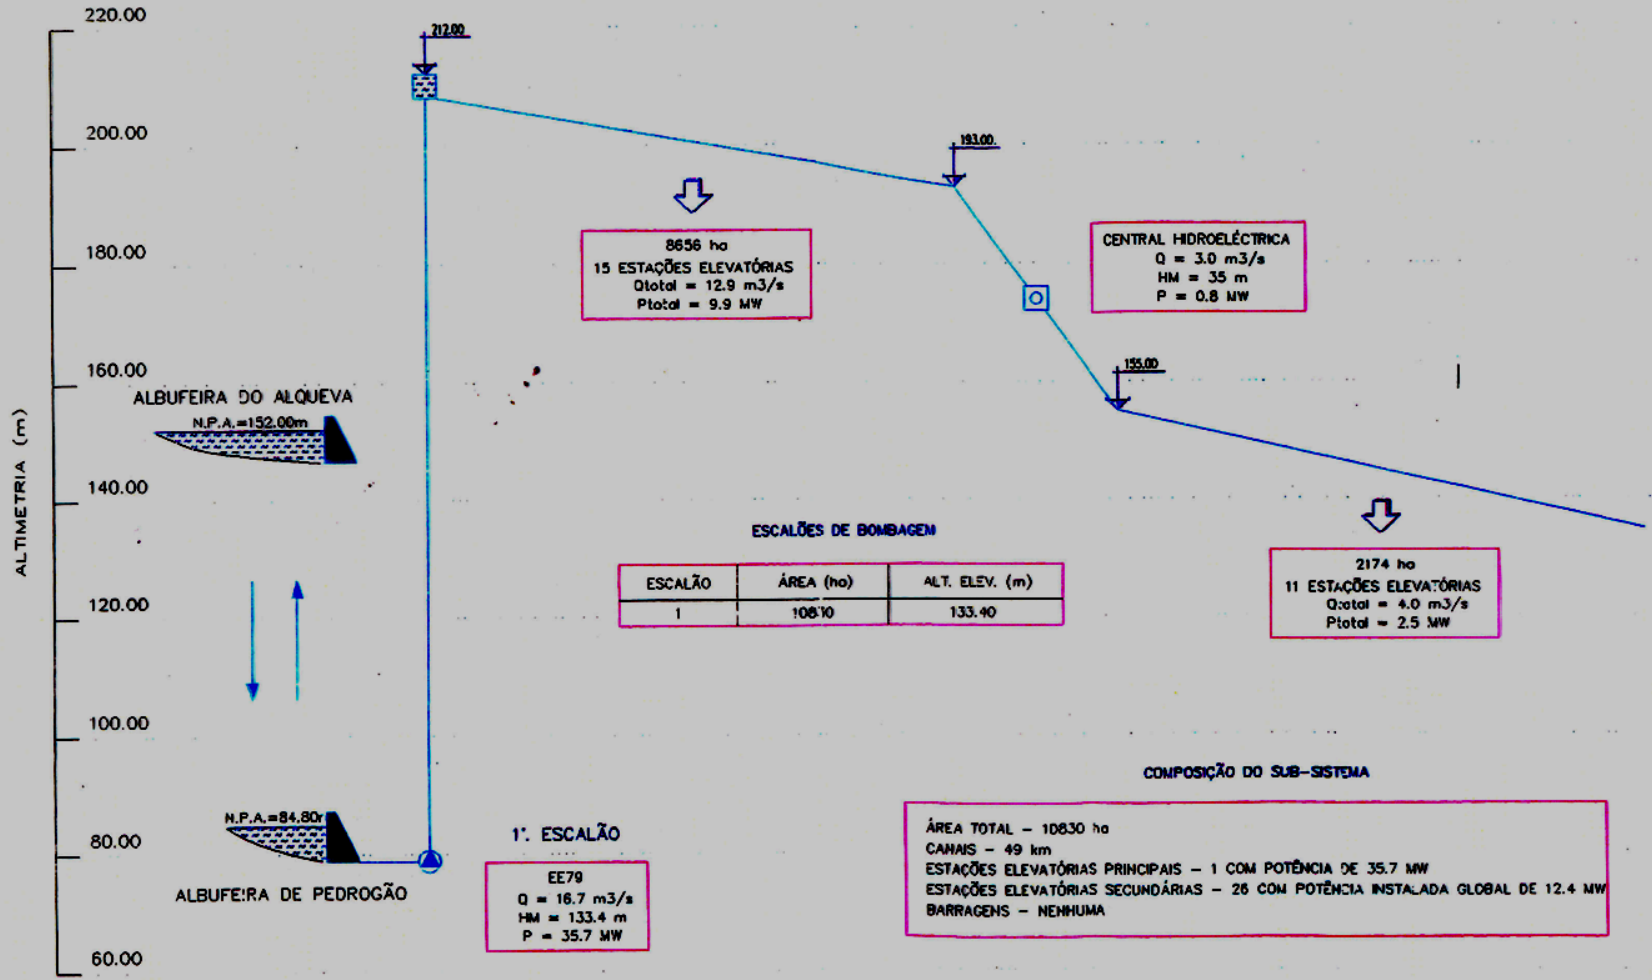 220.00
212.00
200.00
193.00
8656 ha
15 ESTAÇÕES ELEVATÓRIAS
Qtotal = 12.9 m3/s
Ptotal = 9.9 MW
CENTRAL HIDROELÉCTRICA
Q = 3.0 m3/s
HM = 35 m
P = 0.8 MW
180.00
160.00
155.00
ALBUFEIRA DO ALQUEVA
N.P.A.=152.00m
ALTIMETRIA (m)
140.00
ESCALÕES DE BOMBAGEM
ESCALÃO ÁREA (ha) ALT. ELEV. (m)
1 10830 133.40
2174 ha
11 ESTAÇÕES ELEVATÓRIAS
Qtotal = 4.0 m3/s
Ptotal = 2.5 MW
120.00
100.00
COMPOSIÇÃO DO SUB-SISTEMA
ÁREA TOTAL - 10830 ha
CANAIS - 49 km
ESTAÇÕES ELEVATÓRIAS PRINCIPAIS - 1 COM POTÊNCIA DE 35.7 MW
ESTAÇÕES ELEVATÓRIAS SECUNDÁRIAS - 26 COM POTÊNCIA INSTALADA GLOBAL DE 12.4 MW
BARRAGENS - NENHUMA
N.P.A.=84.80m
80.00
ALBUFEIRA DE PEDROGÃO
1º. ESCALÃO
EE79
Q = 16.7 m3/s
HM = 133.4 m
P = 35.7 MW
60.00